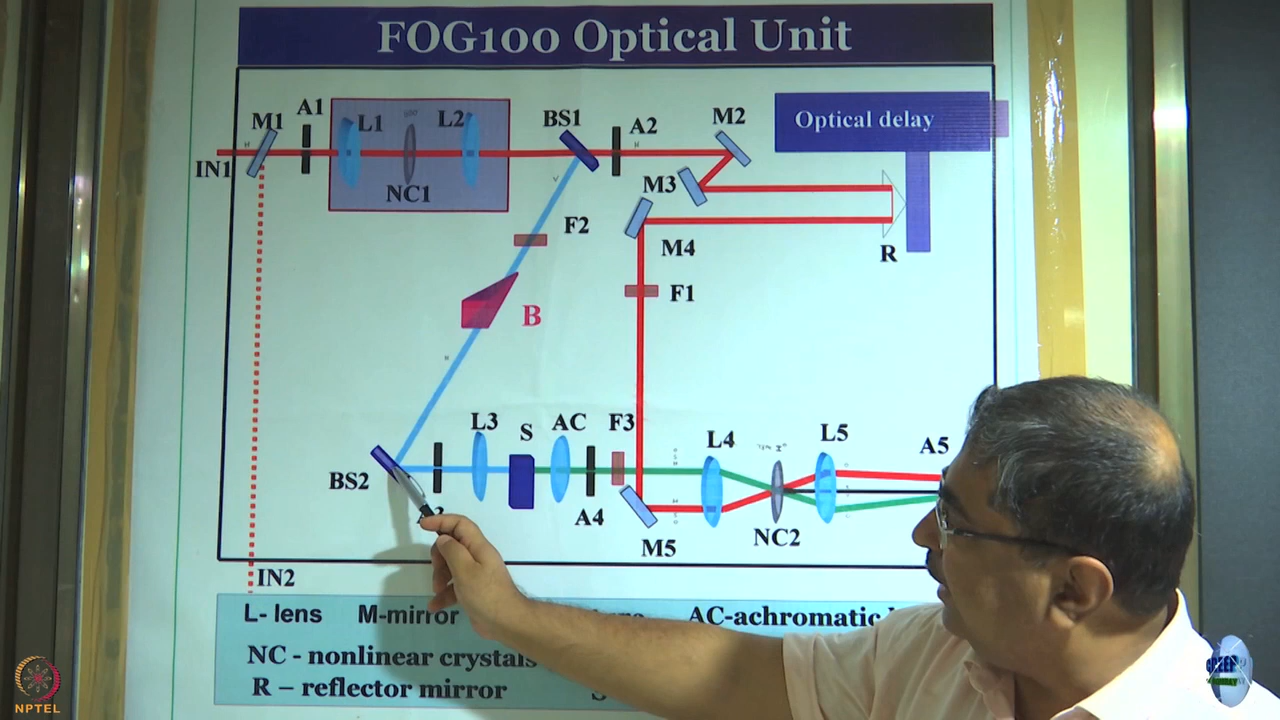 FOG100 Optical Unit
M1
A1
L1
L2
BS1
A2
M2
Optical delay
IN1
NC1
M3
F2
M4
R
F1
B
L3
S
AC
F3
L4
L5
A5
BS2
A4
M5
NC2
IN2
L- lens M-mirror AC-achromatic
NC - nonlinear crystals
R – reflector mirror S
NPTEL